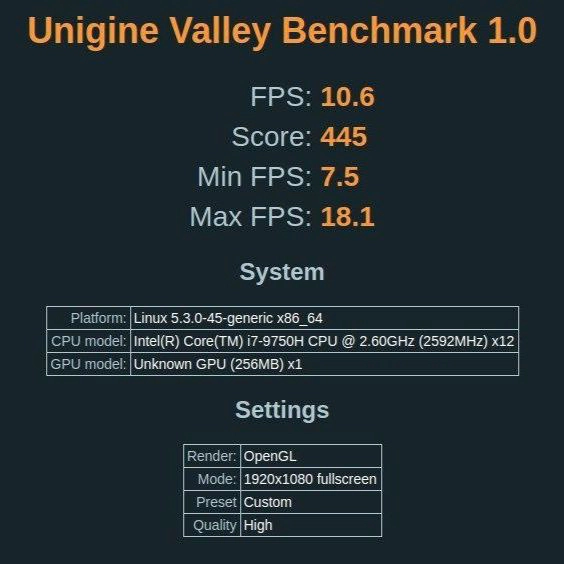 Unigine Valley Benchmark 1.0
FPS: 10.6
Score: 445
Min FPS: 7.5
Max FPS: 18.1
System
Platform: Linux 5.3.0-45-generic x86_64
CPU model: Intel(R) Core(TM) i7-9750H CPU @ 2.60GHz (2592MHz) x12
GPU model: Unknown GPU (256MB) x1
Settings
Render: OpenGL
Mode: 1920x1080 fullscreen
Preset Custom
Quality High